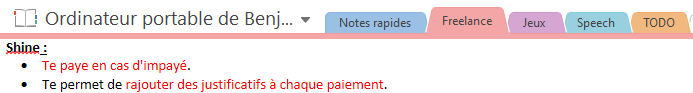 Ordinateur portable de Benj... Notes rapides Freelance Jeux Speech TODO
Shine :
• Te paye en cas d'impayé.
• Te permet de rajouter des justificatifs à chaque paiement.